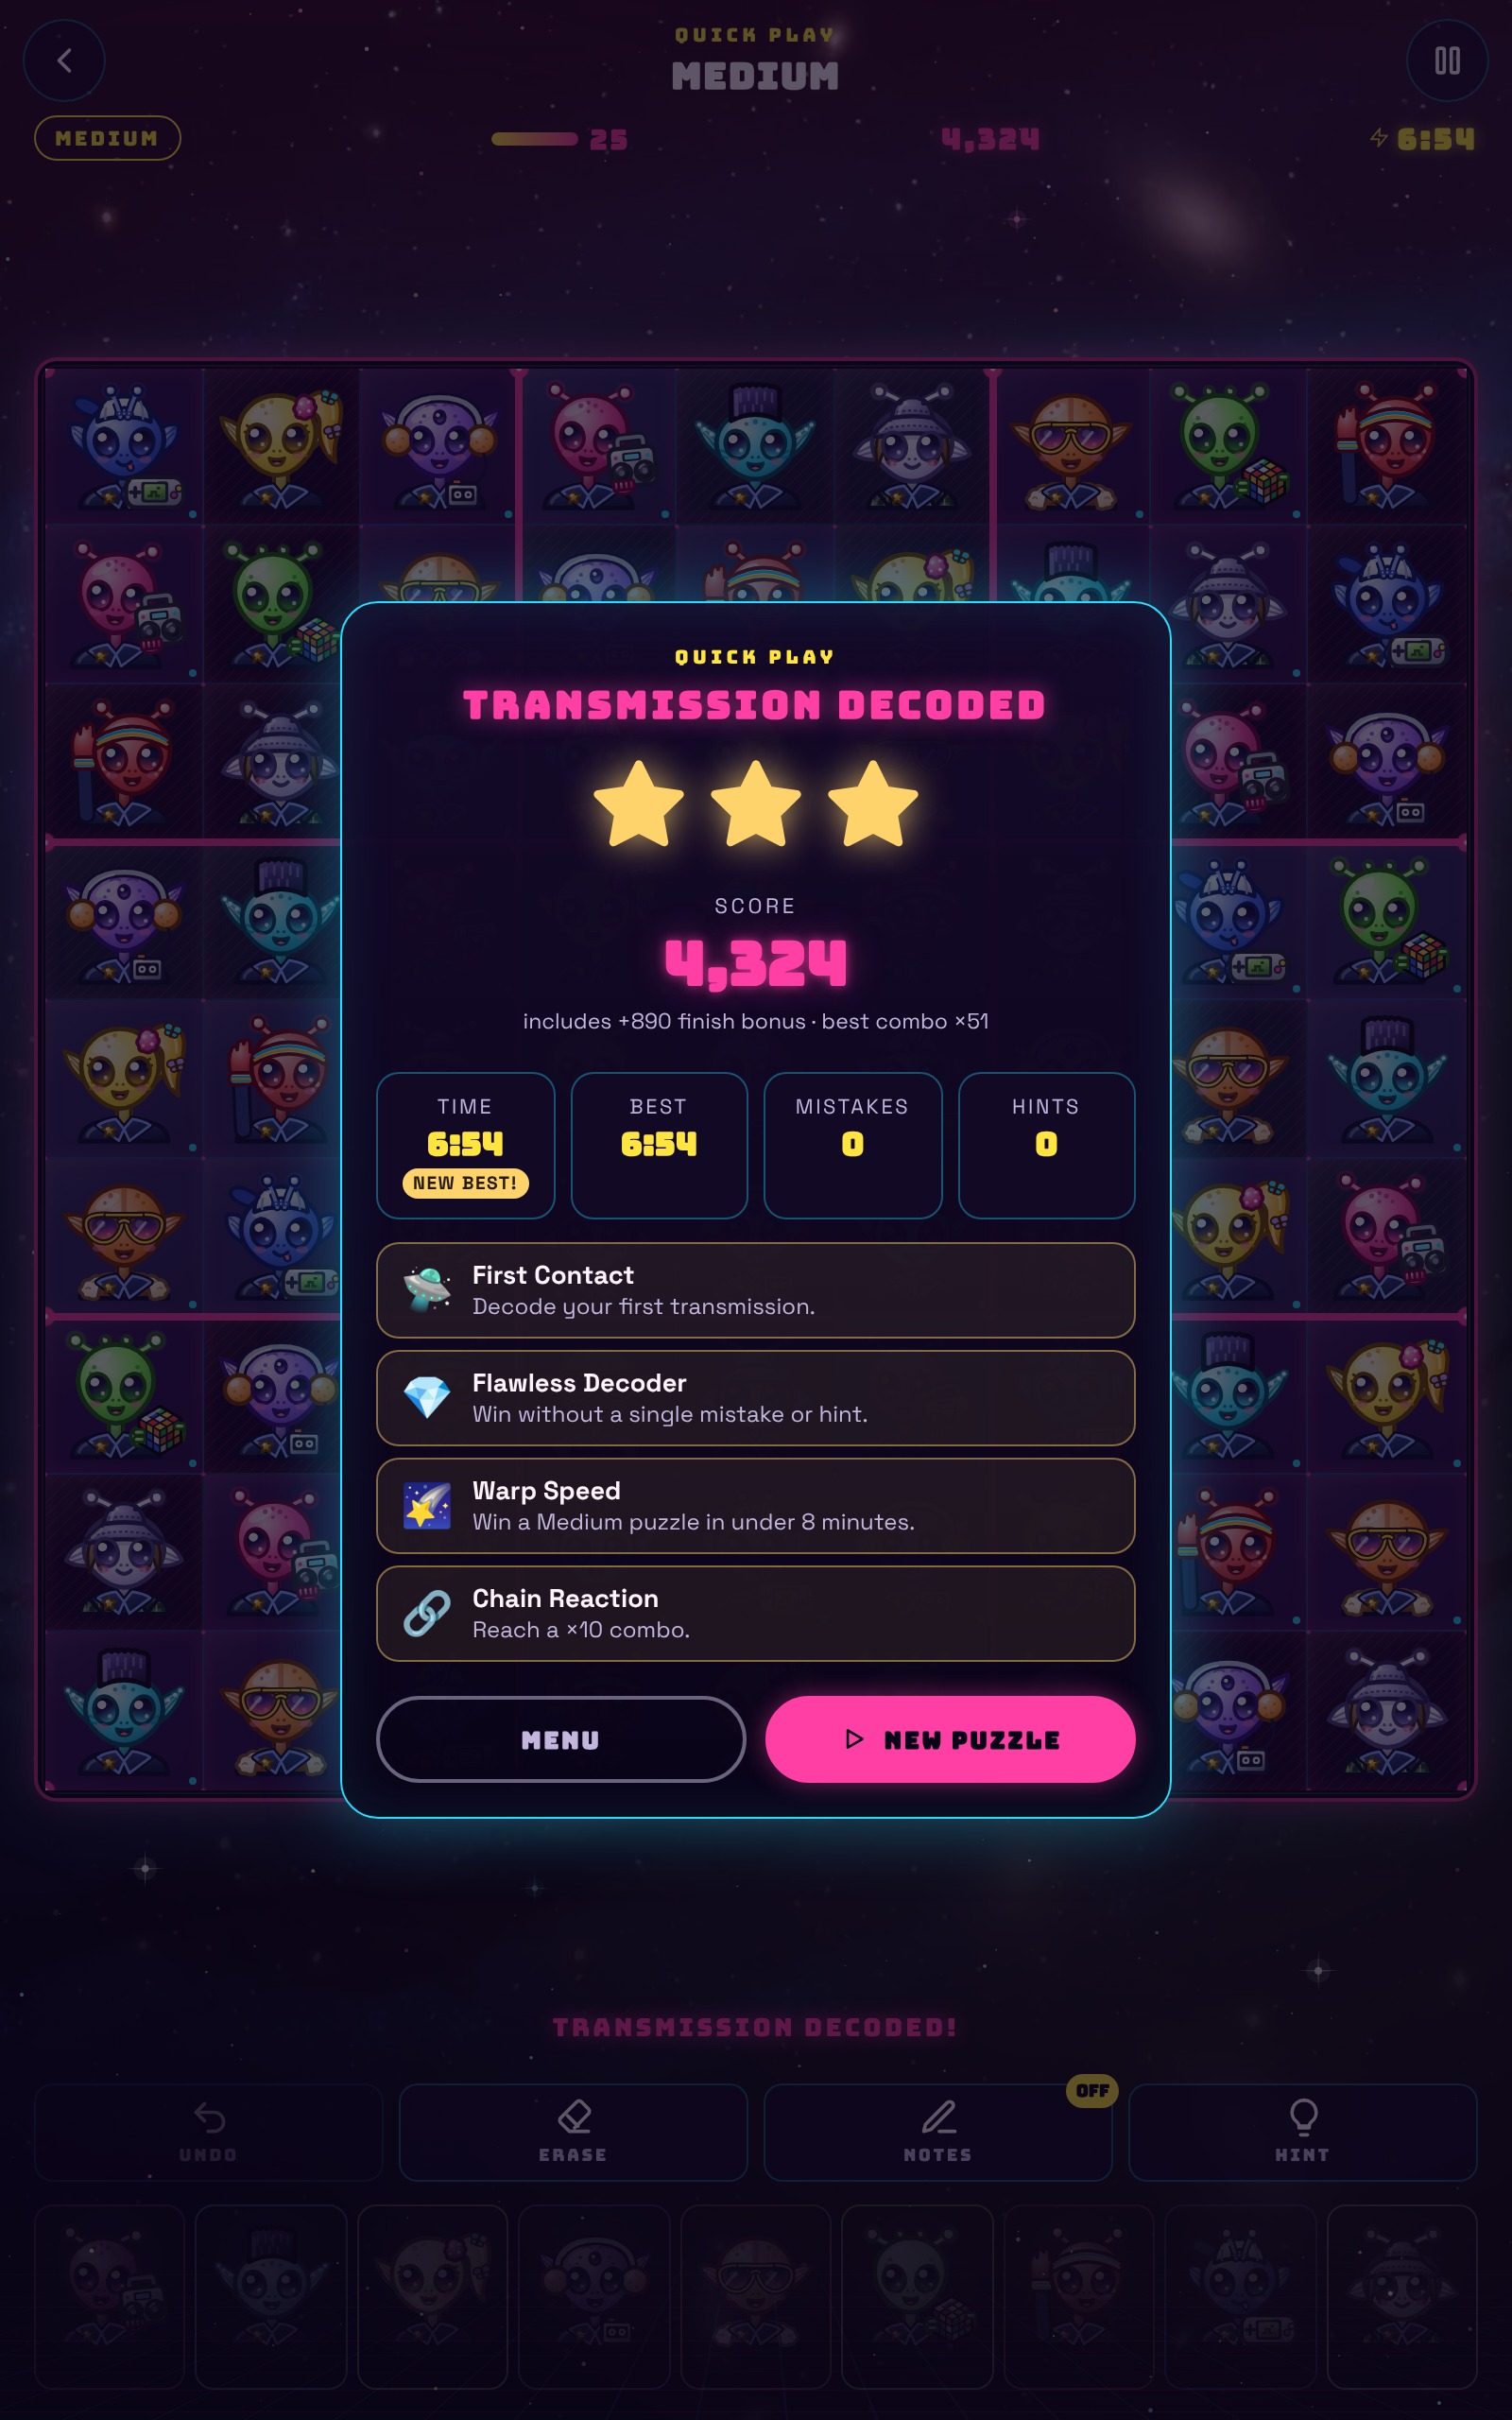 QUICK PLAY
MEDIUM
MEDIUM
25
4,324
6:54
QUICK PLAY
TRANSMISSION DECODED
SCORE
4,324
includes +890 finish bonus · best combo ×51
TIME
6:54
NEW BEST!
BEST
6:54
MISTAKES
0
HINTS
0
First Contact
Decode your first transmission.
Flawless Decoder
Win without a single mistake or hint.
Warp Speed
Win a Medium puzzle in under 8 minutes.
Chain Reaction
Reach a ×10 combo.
MENU
NEW PUZZLE
TRANSMISSION DECODED!
OFF
UNDO
ERASE
NOTES
HINT